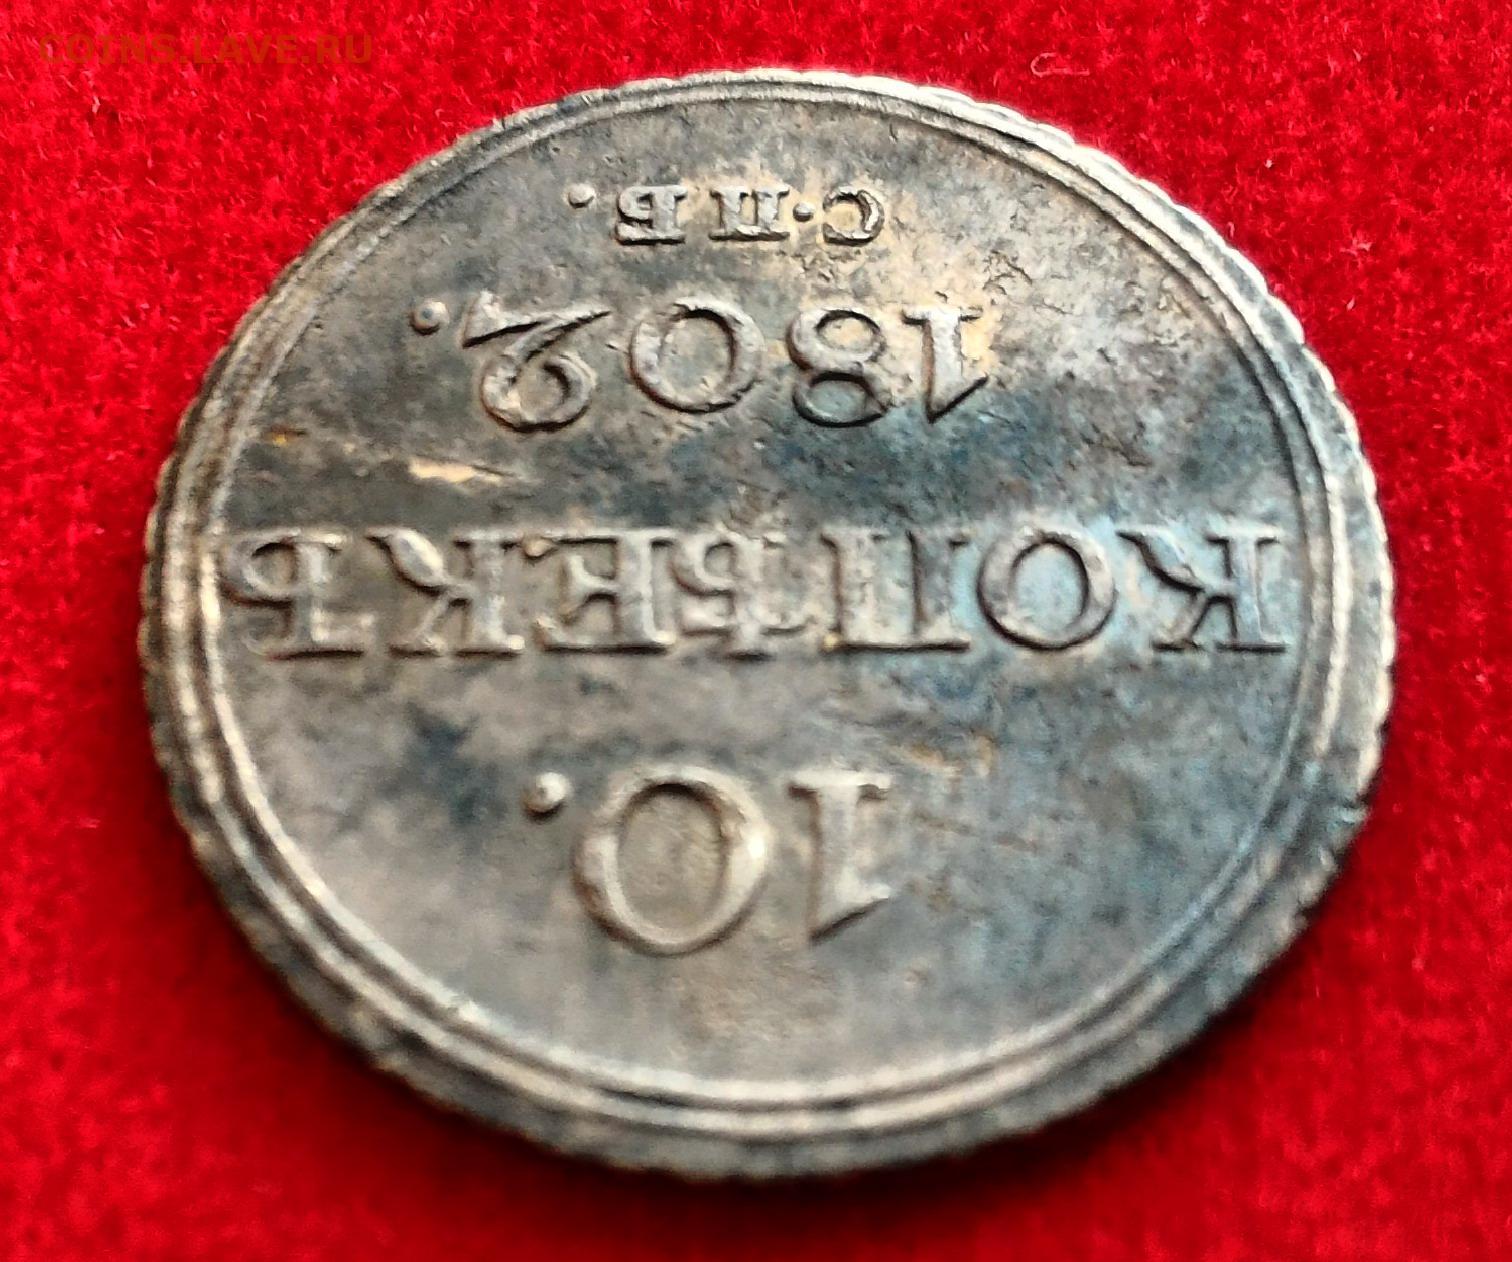 COINS.LAVE.RU
10.
КОПѢЕКЪ
1802.
С·П Б.